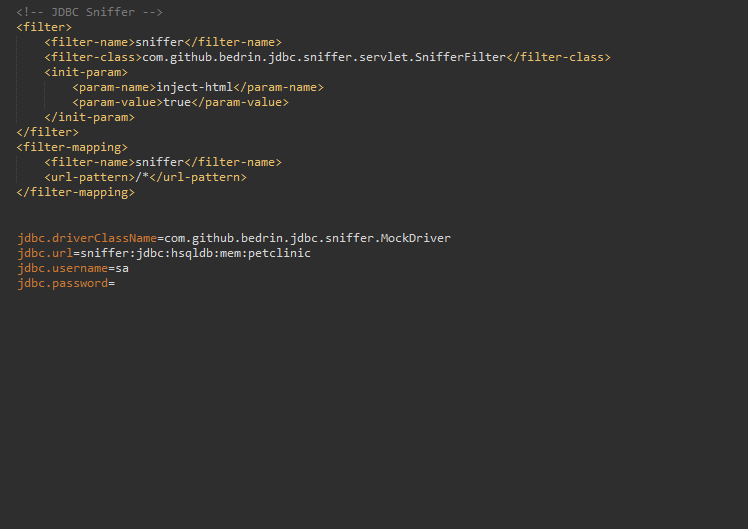 <!-- JDBC Sniffer -->
<filter>
    <filter-name>sniffer</filter-name>
    <filter-class>com.github.bedrin.jdbc.sniffer.servlet.SnifferFilter</filter-class>
    <init-param>
        <param-name>inject-html</param-name>
        <param-value>true</param-value>
    </init-param>
</filter>
<filter-mapping>
    <filter-name>sniffer</filter-name>
    <url-pattern>/*</url-pattern>
</filter-mapping>
jdbc.driverClassName=com.github.bedrin.jdbc.sniffer.MockDriver
jdbc.url=sniffer:jdbc:hsqldb:mem:petclinic
jdbc.username=sa
jdbc.password=